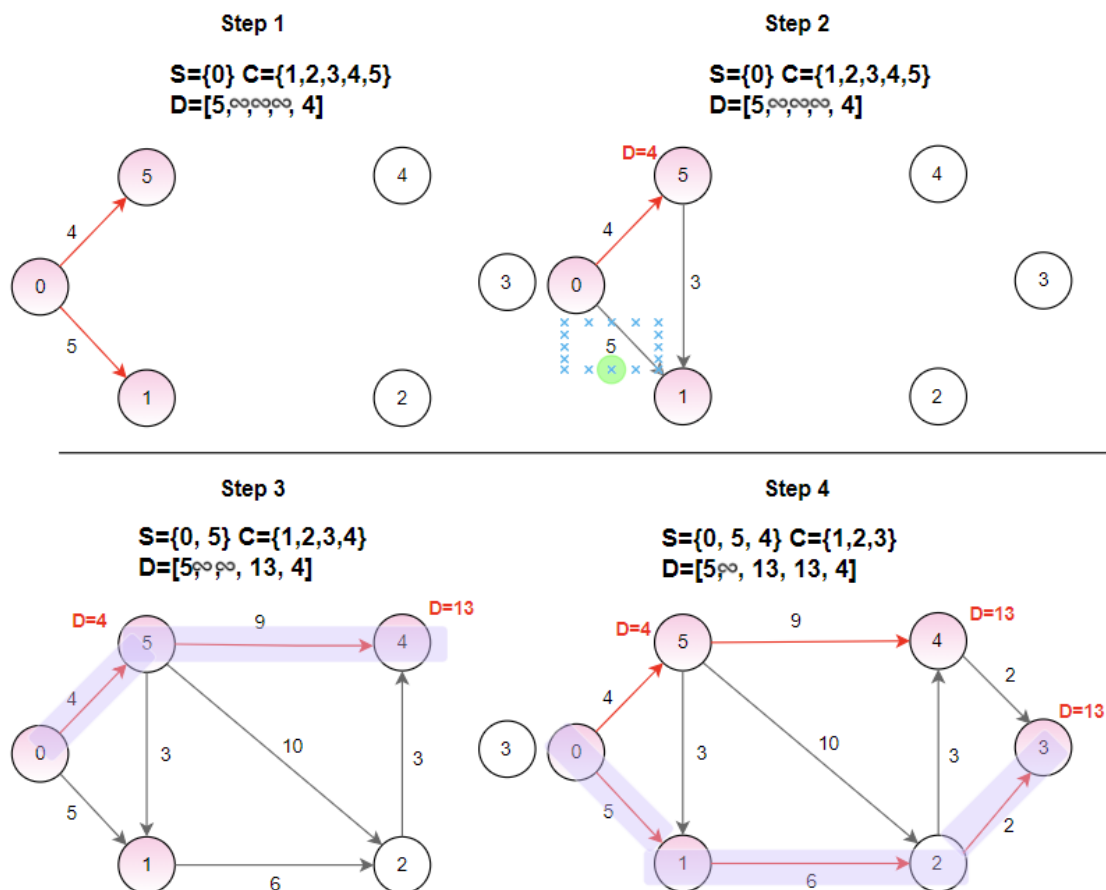 Step 1
S={0} C={1,2,3,4,5}
D=[5,∞,∞,∞, 4]
5
4
4
0
3
5
1
2
Step 2
S={0} C={1,2,3,4,5}
D=[5,∞,∞,∞, 4]
D=4
5
4
4
0
3
3
5
1
2
Step 3
S={0, 5} C={1,2,3,4}
D=[5,∞,∞, 13, 4]
D=4
9
D=13
5
4
4
0
3
10
3
3
5
1
6
2
Step 4
S={0, 5, 4} C={1,2,3}
D=[5,∞, 13, 13, 4]
D=4
9
D=13
5
4
4
2
D=13
0
3
10
3
3
5
2
1
6
2